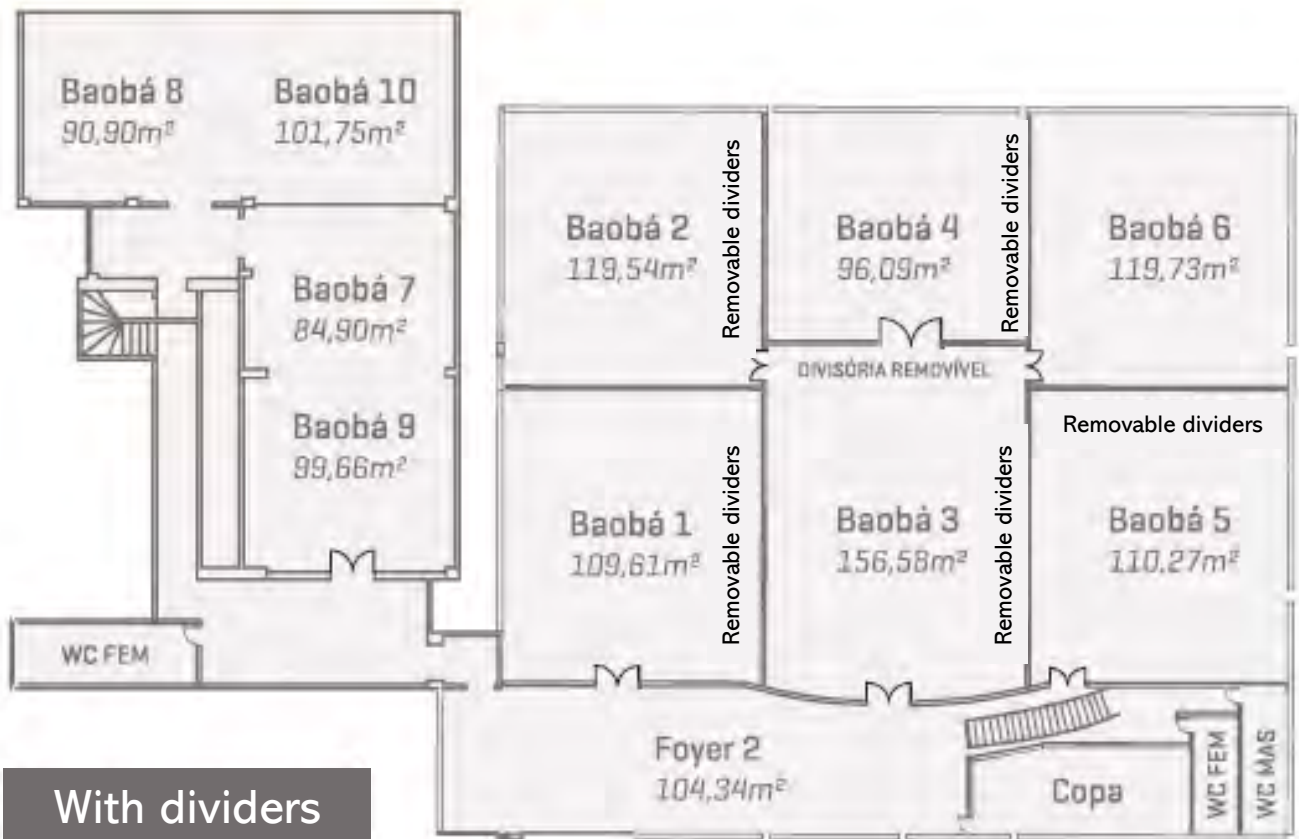 Baobá 8
90,90m²
Baobá 10
101,75m²
Baobá 2
119,54m²
Removable dividers
Baobá 4
96,09m²
Removable dividers
Baobá 6
119,73m²
Baobá 7
84,90m²
DIVISÓRIA REMOVÍVEL
Baobá 9
99,66m²
Removable dividers
Baobá 1
109,61m²
Removable dividers
Baobá 3
156,58m²
Removable dividers
Baobá 5
110,27m²
WC FEM
Foyer 2
104,34m²
Copa
WC FEM
WC MAS
With dividers